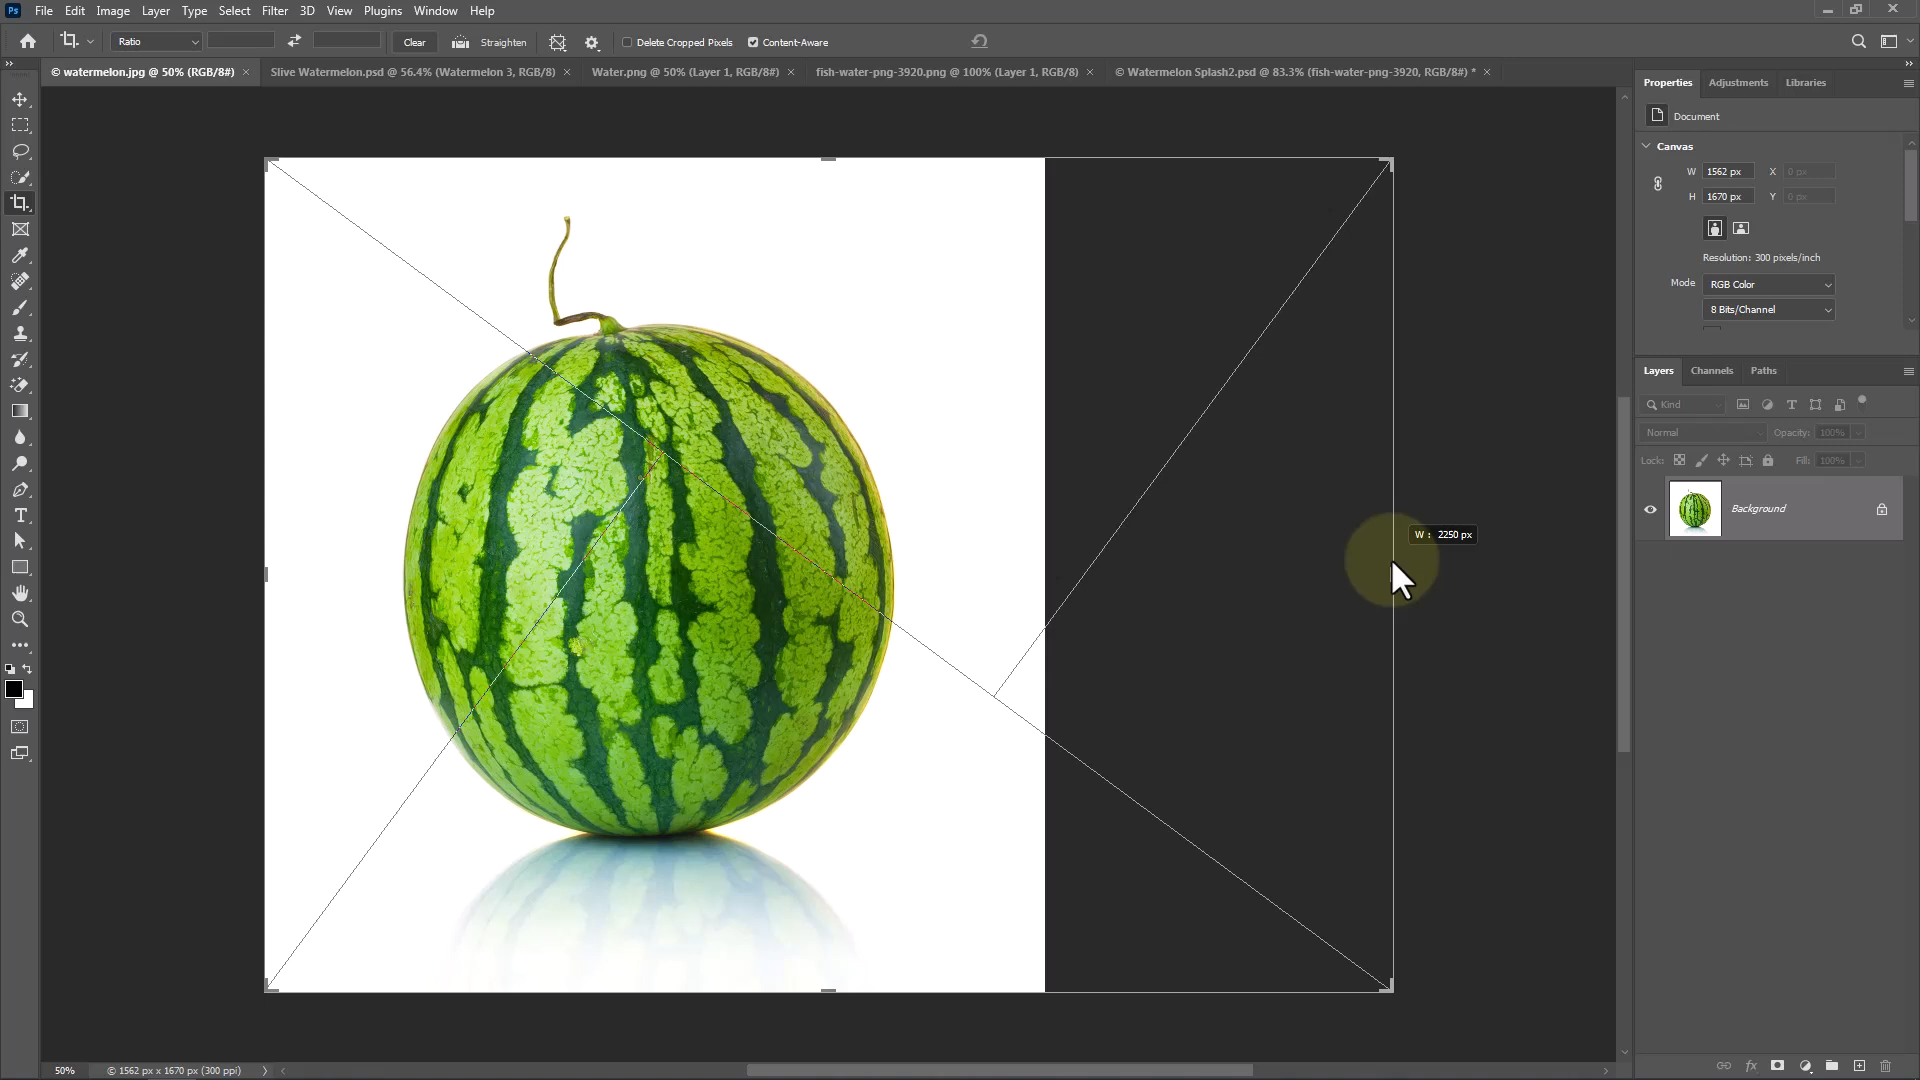 Ps File Edit Image Layer Type Select Filter 3D View Plugins Window Help
Ratio Clear Straighten Delete Cropped Pixels Content-Aware
© watermelon.jpg @ 50% (RGB/8#) × Slive Watermelon.psd @ 56.4% (Watermelon 3, RGB/8) × Water.png @ 50% (Layer 1, RGB/8#) × fish-water-png-3920.png @ 100% (Layer 1, RGB/8) × © Watermelon Splash2.psd @ 83.3% (fish-water-png-3920, RGB/8#) * ×
Properties Adjustments Libraries
Document
Canvas
W 1562 px X 0 px
H 1670 px Y 0 px
Resolution: 300 pixels/inch
Mode RGB Color
8 Bits/Channel
Layers Channels Paths
Kind
Normal Opacity: 100%
Lock: Fill: 100%
Background
W : 2250 px
50% © 1562 px x 1670 px (300 ppi)